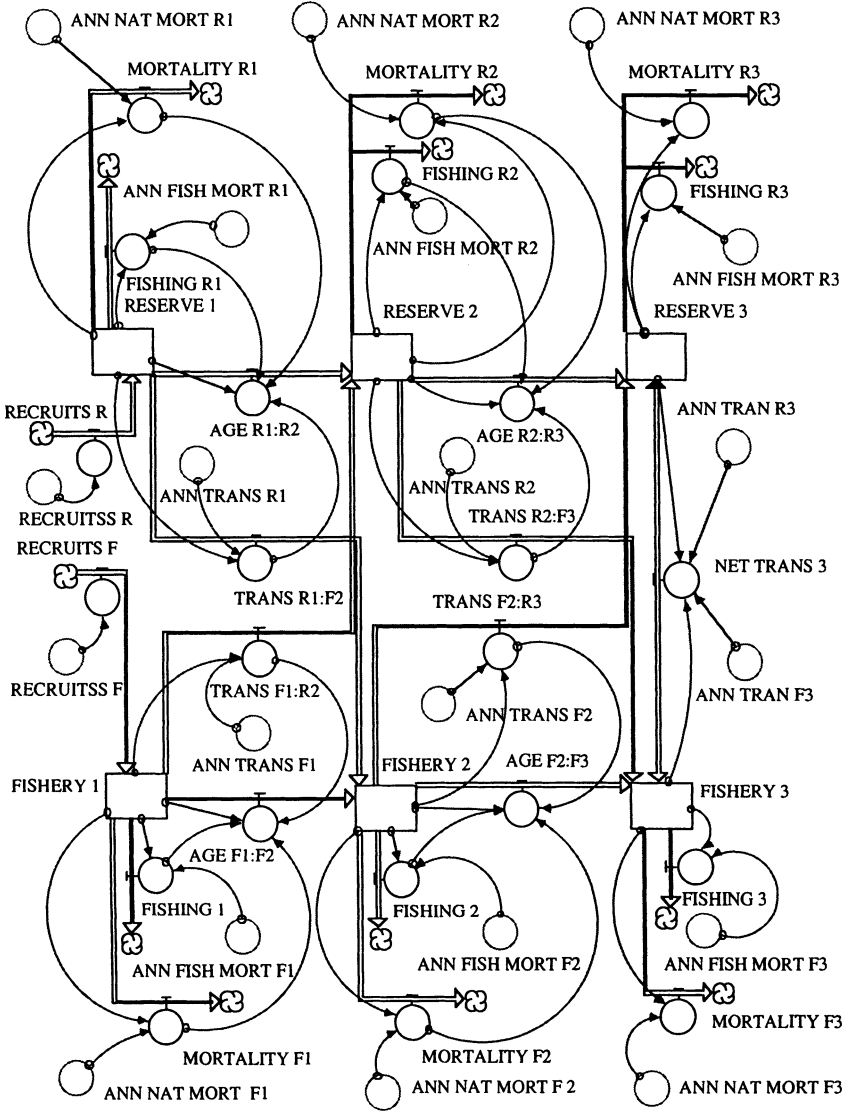 ANN NAT MORT R1
ANN NAT MORT R2
ANN NAT MORT R3
MORTALITY R1
MORTALITY R2
MORTALITY R3
ANN FISH MORT R1
FISHING R2
FISHING R3
ANN FISH MORT R2
ANN FISH MORT R3
FISHING R1
RESERVE 1
RESERVE 2
RESERVE 3
RECRUITS R
AGE R1:R2
AGE R2:R3
ANN TRAN R3
ANN TRANS R1
ANN TRANS R2
RECRUITSS R
TRANS R2:F3
RECRUITS F
NET TRANS 3
TRANS R1:F2
TRANS F2:R3
RECRUITSS F
TRANS F1:R2
ANN TRAN F3
ANN TRANS F2
ANN TRANS F1
AGE F2:F3
FISHERY 1
FISHERY 2
FISHERY 3
AGE F1:F2
FISHING 1
FISHING 2
FISHING 3
ANN FISH MORT F1
ANN FISH MORT F2
ANN FISH MORT F3
MORTALITY F1
MORTALITY F2
MORTALITY F3
ANN NAT MORT F1
ANN NAT MORT F 2
ANN NAT MORT F3